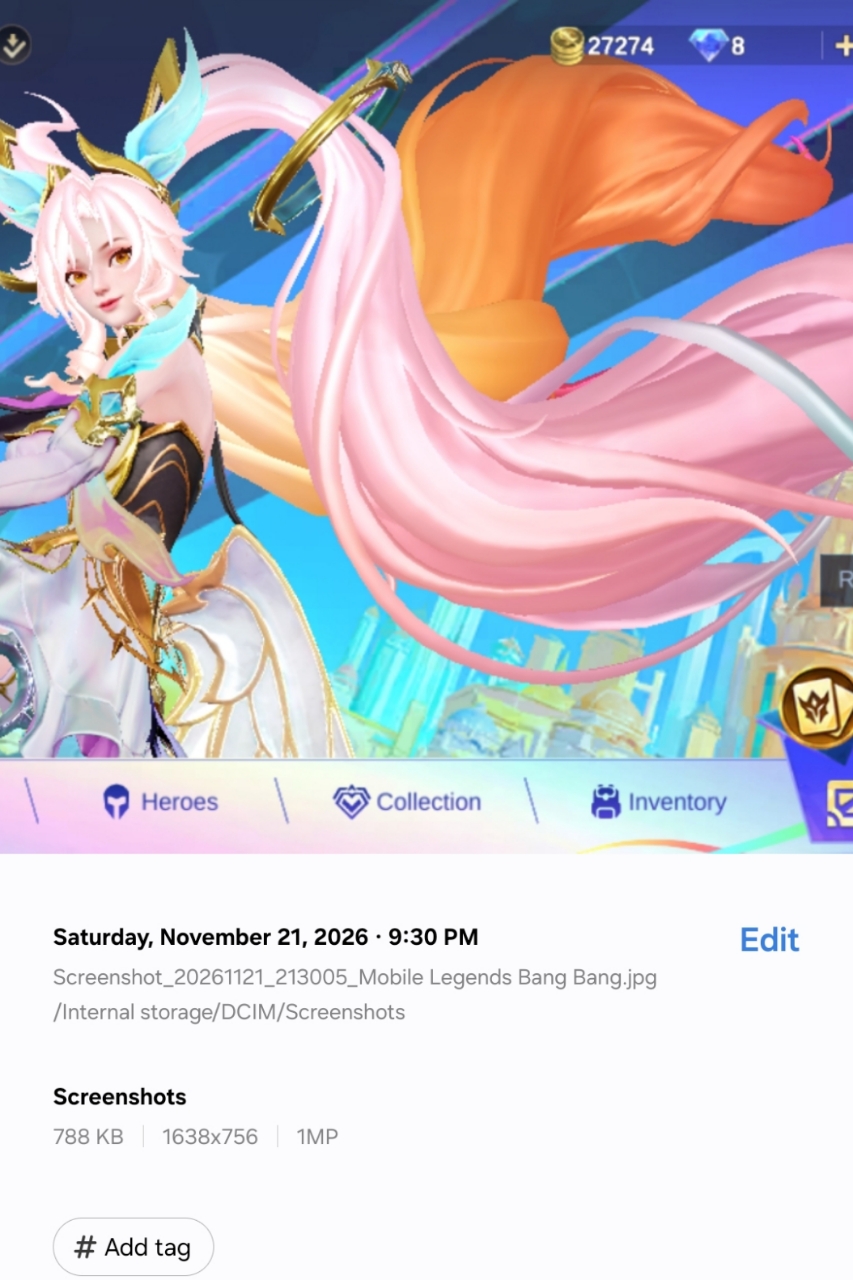 27274
8
Heroes
Collection
Inventory
Saturday, November 21, 2026 · 9:30 PM
Edit
Screenshot_20261121_213005_Mobile Legends Bang Bang.jpg
/Internal storage/DCIM/Screenshots
Screenshots
788 KB
1638x756
1MP
# Add tag